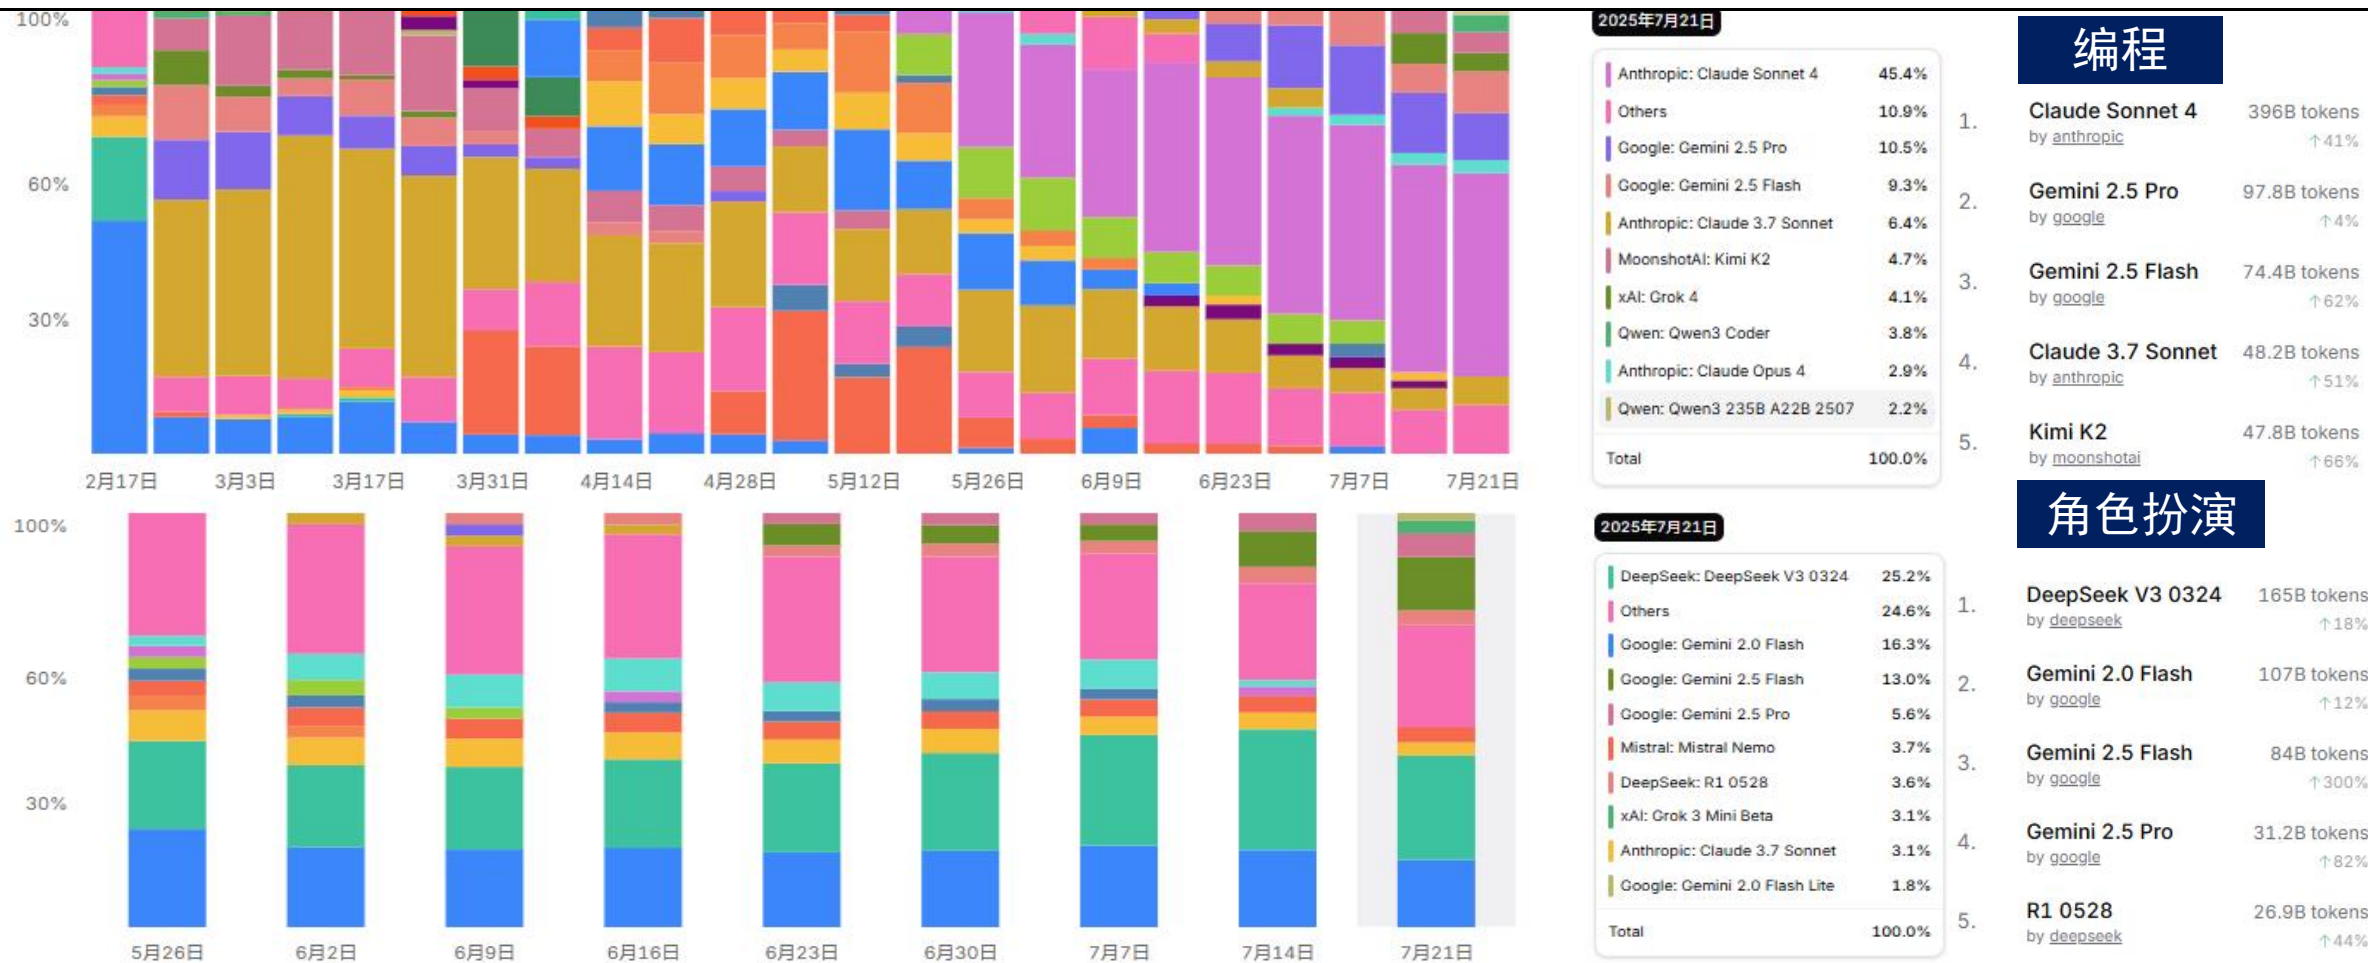 100%
60%
30%
2月17日
3月3日
3月17日
3月31日
4月14日
4月28日
5月12日
5月26日
6月9日
6月23日
7月7日
7月21日
2025年7月21日
Anthropic: Claude Sonnet 4 45.4%
Others 10.9%
Google: Gemini 2.5 Pro 10.5%
Google: Gemini 2.5 Flash 9.3%
Anthropic: Claude 3.7 Sonnet 6.4%
MoonshotAI: Kimi K2 4.7%
xAI: Grok 4 4.1%
Qwen: Qwen3 Coder 3.8%
Anthropic: Claude Opus 4 2.9%
Qwen: Qwen3 235B A22B 2507 2.2%
Total 100.0%
编程
1. Claude Sonnet 4 396B tokens
by anthropic ↑41%
2. Gemini 2.5 Pro 97.8B tokens
by google ↑4%
3. Gemini 2.5 Flash 74.4B tokens
by google ↑62%
4. Claude 3.7 Sonnet 48.2B tokens
by anthropic ↑51%
5. Kimi K2 47.8B tokens
by moonshotai ↑66%
100%
60%
30%
5月26日
6月2日
6月9日
6月16日
6月23日
6月30日
7月7日
7月14日
7月21日
2025年7月21日
DeepSeek: DeepSeek V3 0324 25.2%
Others 24.6%
Google: Gemini 2.0 Flash 16.3%
Google: Gemini 2.5 Flash 13.0%
Google: Gemini 2.5 Pro 5.6%
Mistral: Mistral Nemo 3.7%
DeepSeek: R1 0528 3.6%
xAI: Grok 3 Mini Beta 3.1%
Anthropic: Claude 3.7 Sonnet 3.1%
Google: Gemini 2.0 Flash Lite 1.8%
Total 100.0%
角色扮演
1. DeepSeek V3 0324 165B tokens
by deepseek ↑18%
2. Gemini 2.0 Flash 107B tokens
by google ↑12%
3. Gemini 2.5 Flash 84B tokens
by google ↑300%
4. Gemini 2.5 Pro 31.2B tokens
by google ↑82%
5. R1 0528 26.9B tokens
by deepseek ↑44%